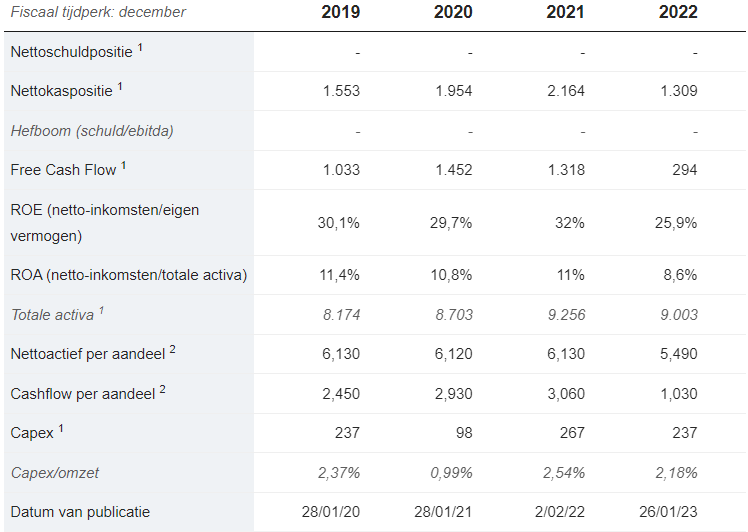 Fiscaal tijdperk: december 2019 2020 2021 2022
Nettoschuldpositie 1 - - - -
Nettokaspositie 1 1.553 1.954 2.164 1.309
Hefboom (schuld/ebitda) - - - -
Free Cash Flow 1 1.033 1.452 1.318 294
ROE (netto-inkomsten/eigen
vermogen) 30,1% 29,7% 32% 25,9%
ROA (netto-inkomsten/totale activa) 11,4% 10,8% 11% 8,6%
Totale activa 1 8.174 8.703 9.256 9.003
Nettoactief per aandeel 2 6,130 6,120 6,130 5,490
Cashflow per aandeel 2 2,450 2,930 3,060 1,030
Capex 1 237 98 267 237
Capex/omzet 2,37% 0,99% 2,54% 2,18%
Datum van publicatie 28/01/20 28/01/21 2/02/22 26/01/23